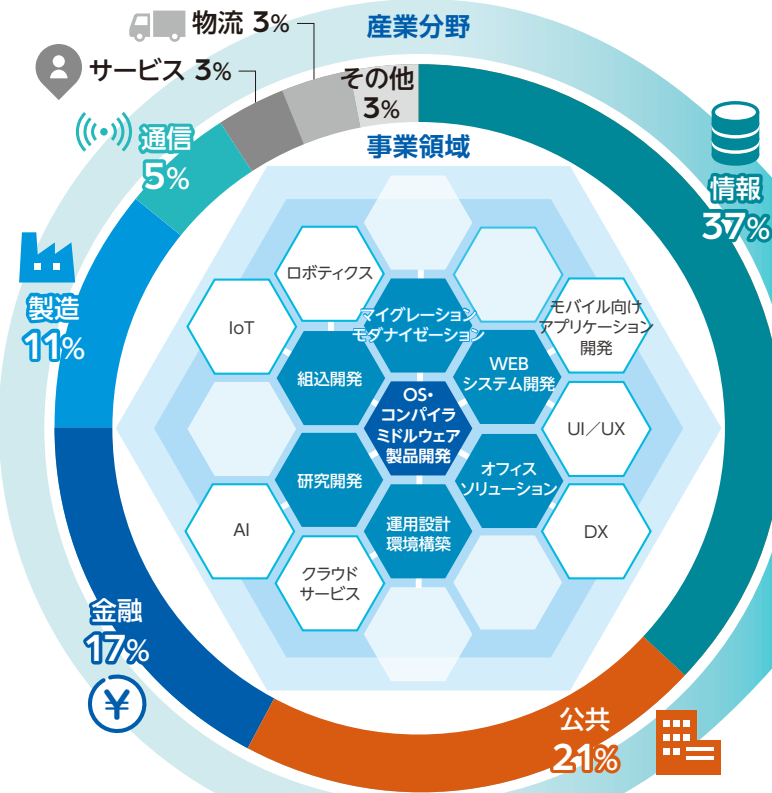 産業分野
物流 3%
サービス 3%
その他
3%
通信
5%
情報
37%
製造
11%
金融
17%
¥
公共
21%
事業領域
ロボティクス
IoT
マイグレーション
モダナイゼーション
モバイル向け
アプリケーション
開発
組込開発
WEB
システム開発
OS・
コンパイラ
ミドルウェア
製品開発
UI／UX
研究開発
オフィス
ソリューション
AI
運用設計
環境構築
DX
クラウド
サービス